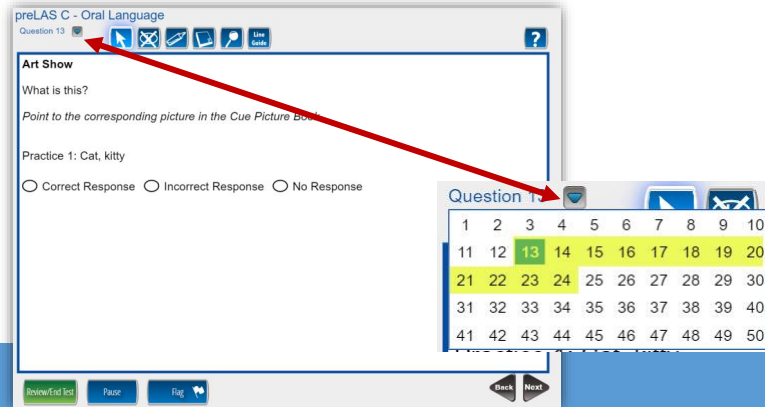 preLAS C - Oral Language
Question 13
Line
Guide
?
Art Show
What is this?
Point to the corresponding picture in the Cue Picture Book
Practice 1: Cat, kitty
Correct Response Incorrect Response No Response
Question 13
1 2 3 4 5 6 7 8 9 10
11 12 13 14 15 16 17 18 19 20
21 22 23 24 25 26 27 28 29 30
31 32 33 34 35 36 37 38 39 40
41 42 43 44 45 46 47 48 49 50
Review/End Test Pause Flag Back Next